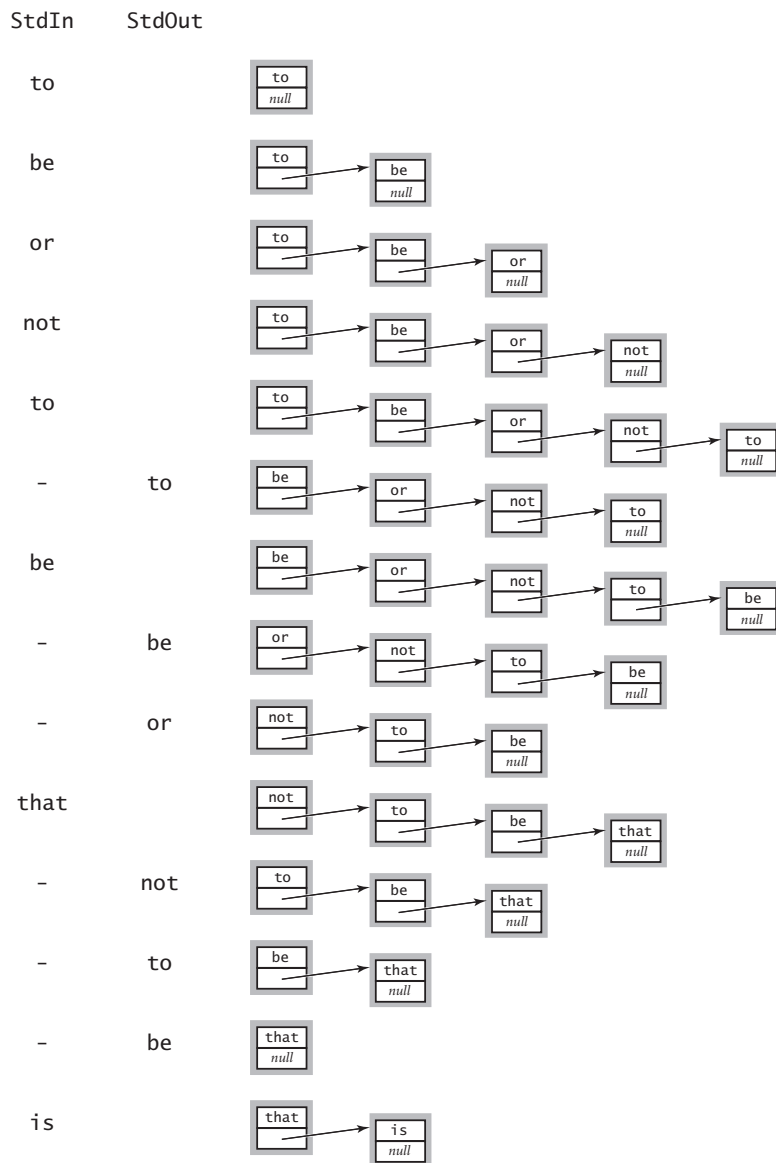 StdIn StdOut
to
to
null
be
to
be
null
or
to
be
or
null
not
to
be
or
not
null
to
to
be
or
not
to
null
- to
be
or
not
to
null
be
be
or
not
to
be
null
- be
or
not
to
be
null
- or
not
to
be
null
that
not
to
be
that
null
- not
to
be
that
null
- to
be
that
null
- be
that
null
is
that
is
null